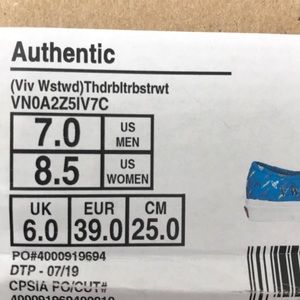 Authentic
(Viv Wstwd)Thdrbltrbstrwt
VN0A2Z5IV7C
7.0 US MEN
8.5 US WOMEN
UK EUR CM
6.0 39.0 25.0
PO#4000919694
DTP - 07/19
CPSIA PO/CUT#